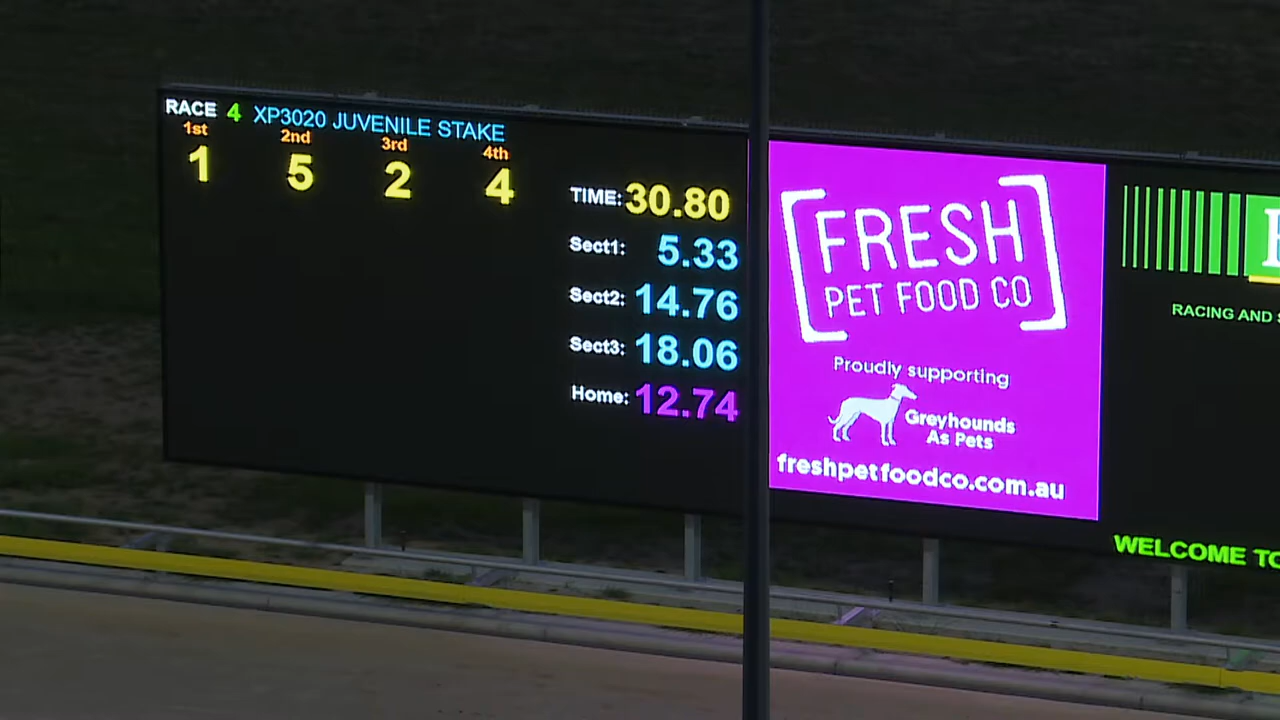 RACE 4 XP3020 JUVENILE STAKE
1st 2nd 3rd 4th
1 5 2 4
TIME: 30.80
Sect1: 5.33
Sect2: 14.76
Sect3: 18.06
Home: 12.74
FRESH
PET FOOD CO
Proudly supporting
Greyhounds
As Pets
freshpetfoodco.com.au
RACING AND
WELCOME TO